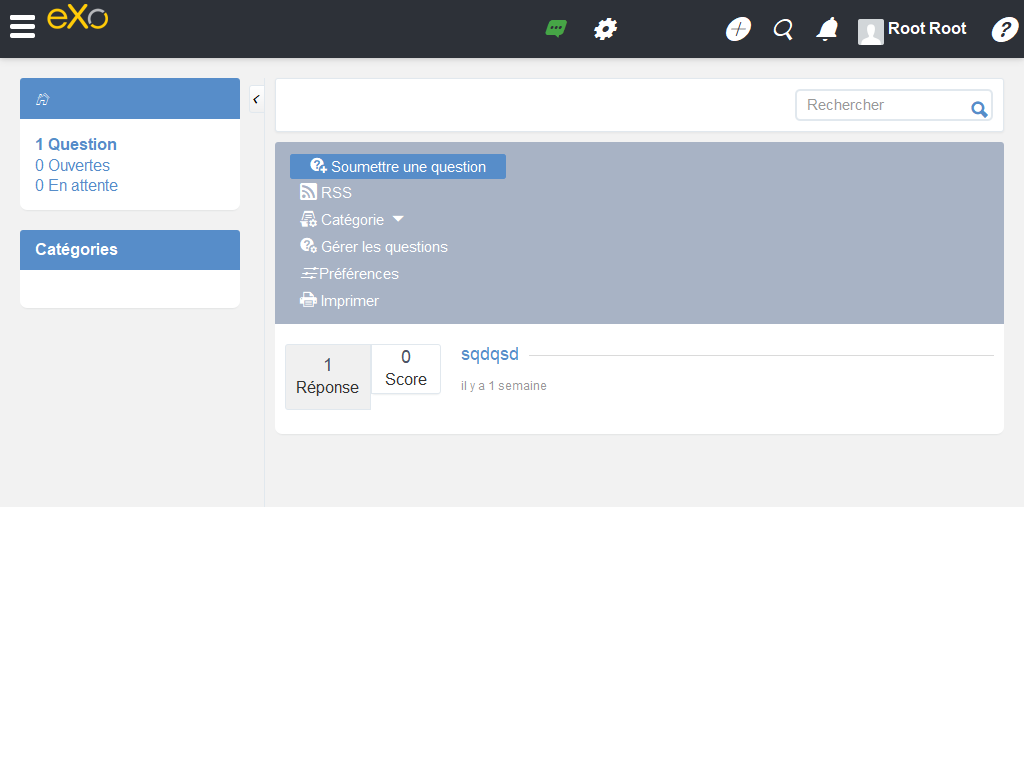 eXo
Root Root
?
1 Question
0 Ouvertes
0 En attente
Catégories
Rechercher
Soumettre une question
RSS
Catégorie
Gérer les questions
Préférences
Imprimer
1
Réponse
0
Score
sqdqsd
il y a 1 semaine